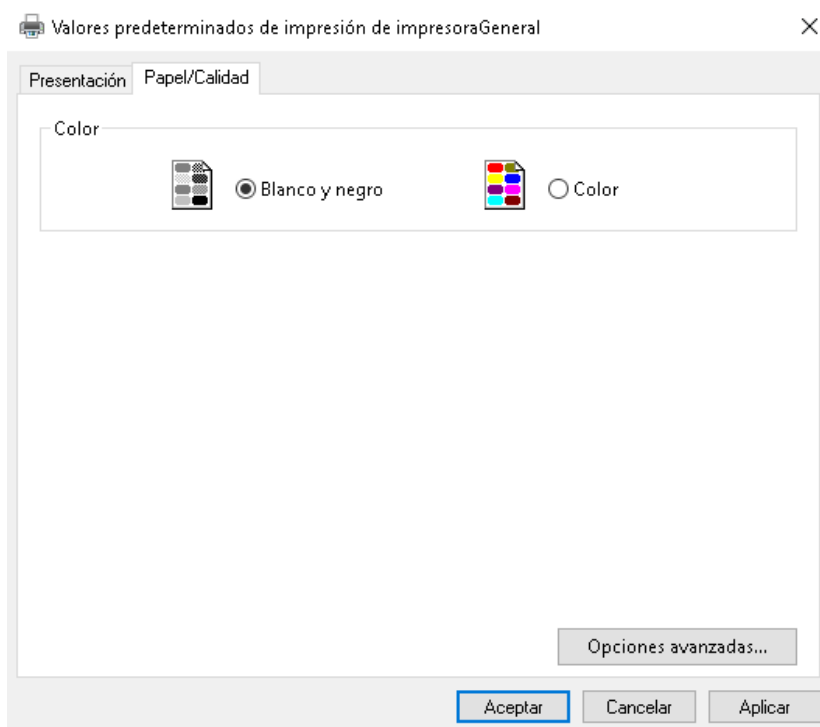 Valores predeterminados de impresión de impresoraGeneral
Presentación Papel/Calidad
Color
Blanco y negro Color
Opciones avanzadas...
Aceptar Cancelar Aplicar